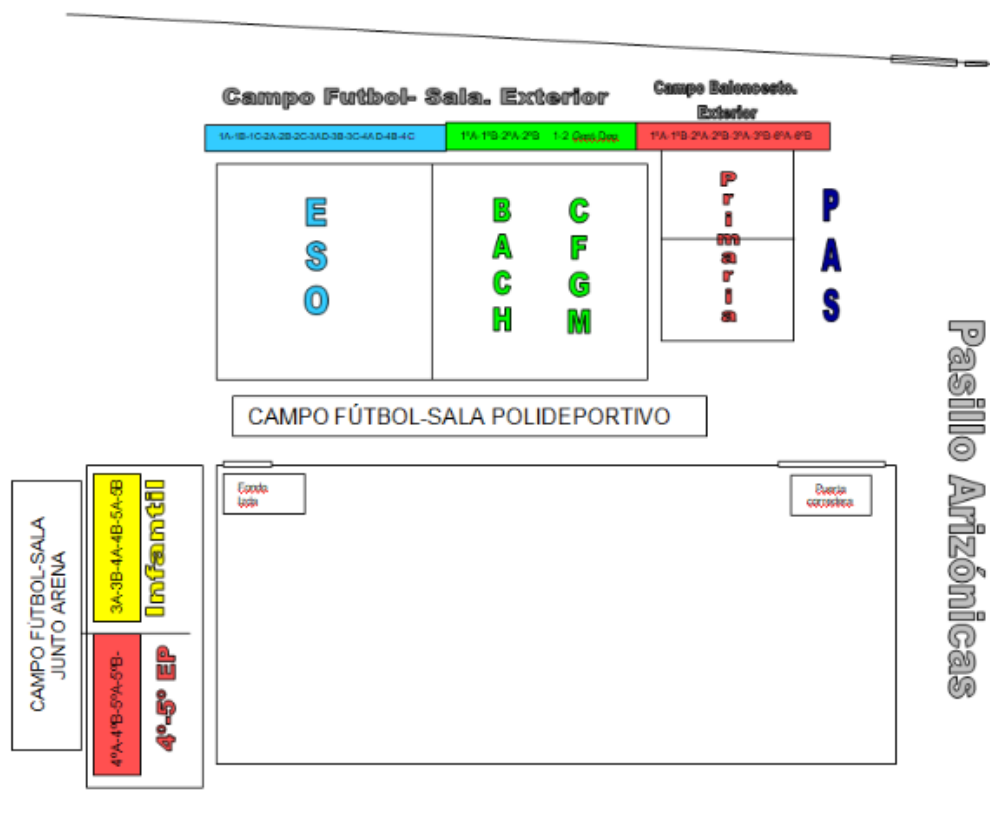 Campo Futbol- Sala. Exterior
Campo Baloncesto.
Exterior
1A-1B-1C-2A-2B-2C-3AD-3B-3C-4AD-4B-4C
1ºA-1ºB-2ºA-2ºB 1-2
1ºA-1ºB-2ºA-2ºB-3ºA-3ºB-6ºA-6ºB
ESO
BACH
CFGM
Primaria
PAS
Pasillo Arizónicas
CAMPO FÚTBOL-SALA POLIDEPORTIVO
Puerta
corredera
CAMPO FÚTBOL-SALA
JUNTO ARENA
3A-3B-4A-4B-5A-5B
Infantil
4ºA-4ºB-5ºA-5ºB-
4º-5º EP